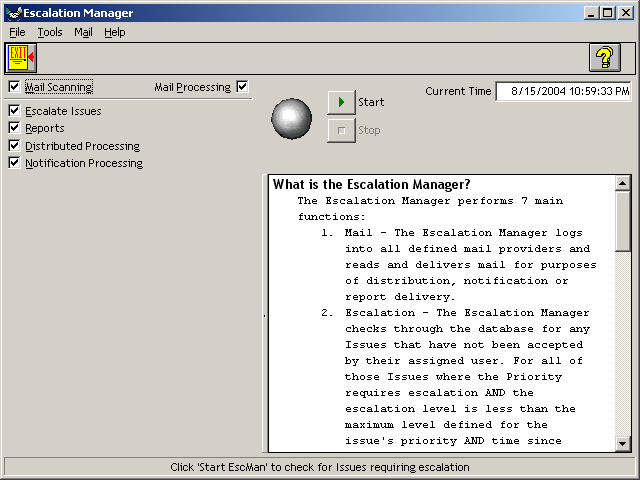 Escalation Manager
File Tools Mail Help
EXIT
Mail Scanning Mail Processing
Escalate Issues
Reports
Distributed Processing
Notification Processing
Start
Stop
Current Time 8/15/2004 10:59:33 PM
What is the Escalation Manager?
The Escalation Manager performs 7 main
functions:
1. Mail - The Escalation Manager logs
into all defined mail providers and
reads and delivers mail for purposes
of distribution, notification or
report delivery.
2. Escalation - The Escalation Manager
checks through the database for any
Issues that have not been accepted
by their assigned user. For all of
those Issues where the Priority
requires escalation AND the
escalation level is less than the
maximum level defined for the
issue's priority AND time since
Click 'Start EscMan' to check for Issues requiring escalation